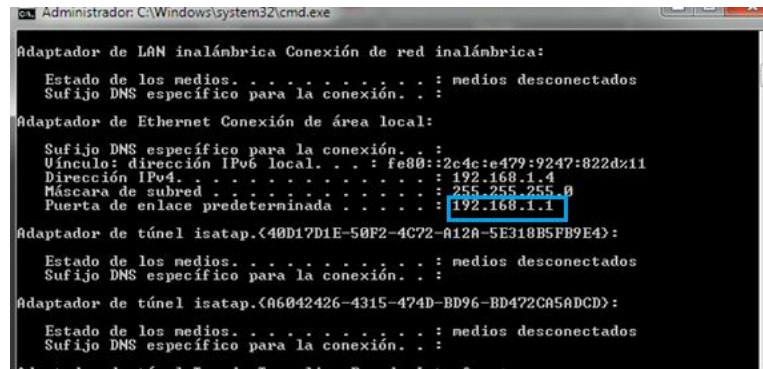 Administrador: C:\Windows\system32\cmd.exe
Adaptador de LAN inalámbrica Conexión de red inalámbrica:
Estado de los medios. . . . . . . . . . . : medios desconectados
Sufijo DNS específico para la conexión. . :
Adaptador de Ethernet Conexión de área local:
Sufijo DNS específico para la conexión. . :
Vínculo: dirección IPv6 local. . . : fe80::2c4c:e479:9247:822d%11
Dirección IPv4. . . . . . . . . . . . . . : 192.168.1.4
Máscara de subred . . . . . . . . . . . . : 255.255.255.0
Puerta de enlace predeterminada . . . . . : 192.168.1.1
Adaptador de túnel isatap.{40D17D1E-50F2-4C72-A12A-5E318B5FB9E4}:
Estado de los medios. . . . . . . . . . . : medios desconectados
Sufijo DNS específico para la conexión. . :
Adaptador de túnel isatap.{A6042426-4315-474D-BD96-BD472CA5ADCD}:
Estado de los medios. . . . . . . . . . . : medios desconectados
Sufijo DNS específico para la conexión. . :